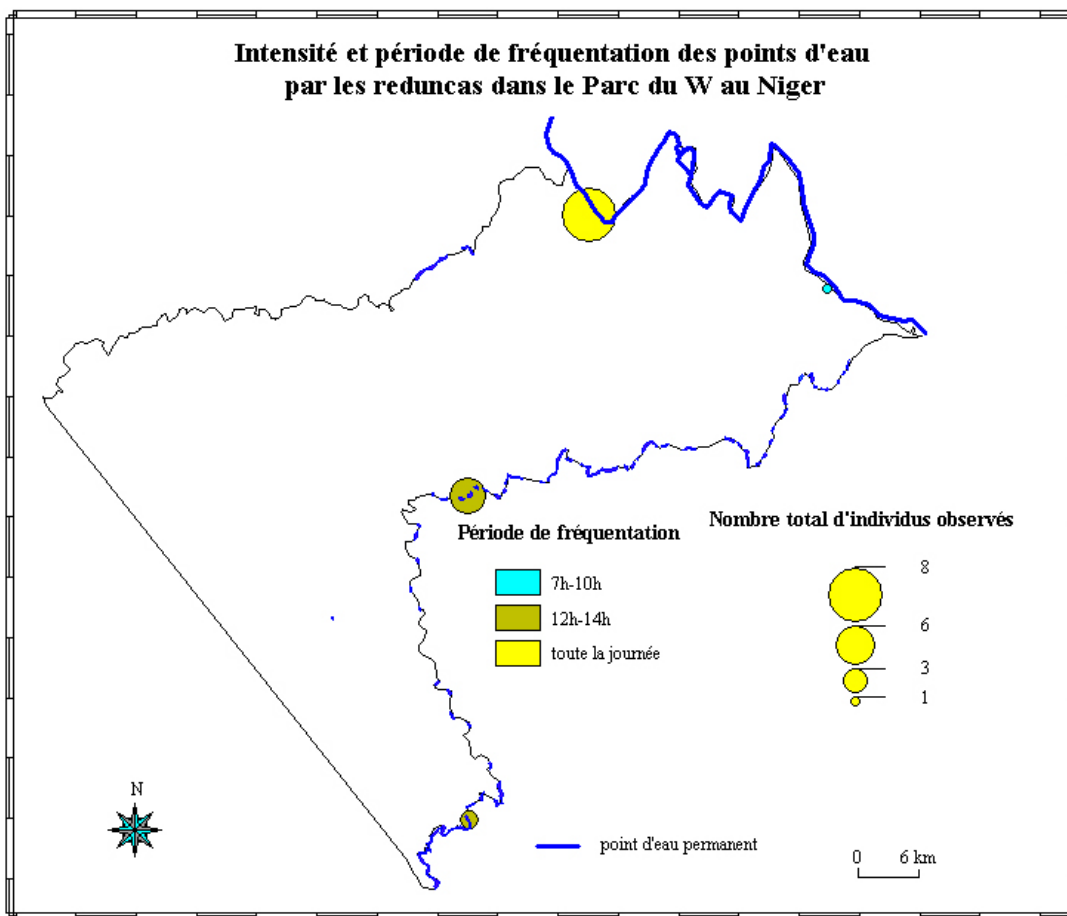 Intensité et période de fréquentation des points d'eau
par les reduncas dans le Parc du W au Niger
Période de fréquentation
7h-10h
12h-14h
toute la journée
Nombre total d'individus observés
8
6
3
1
N
point d'eau permanent
0 6 km